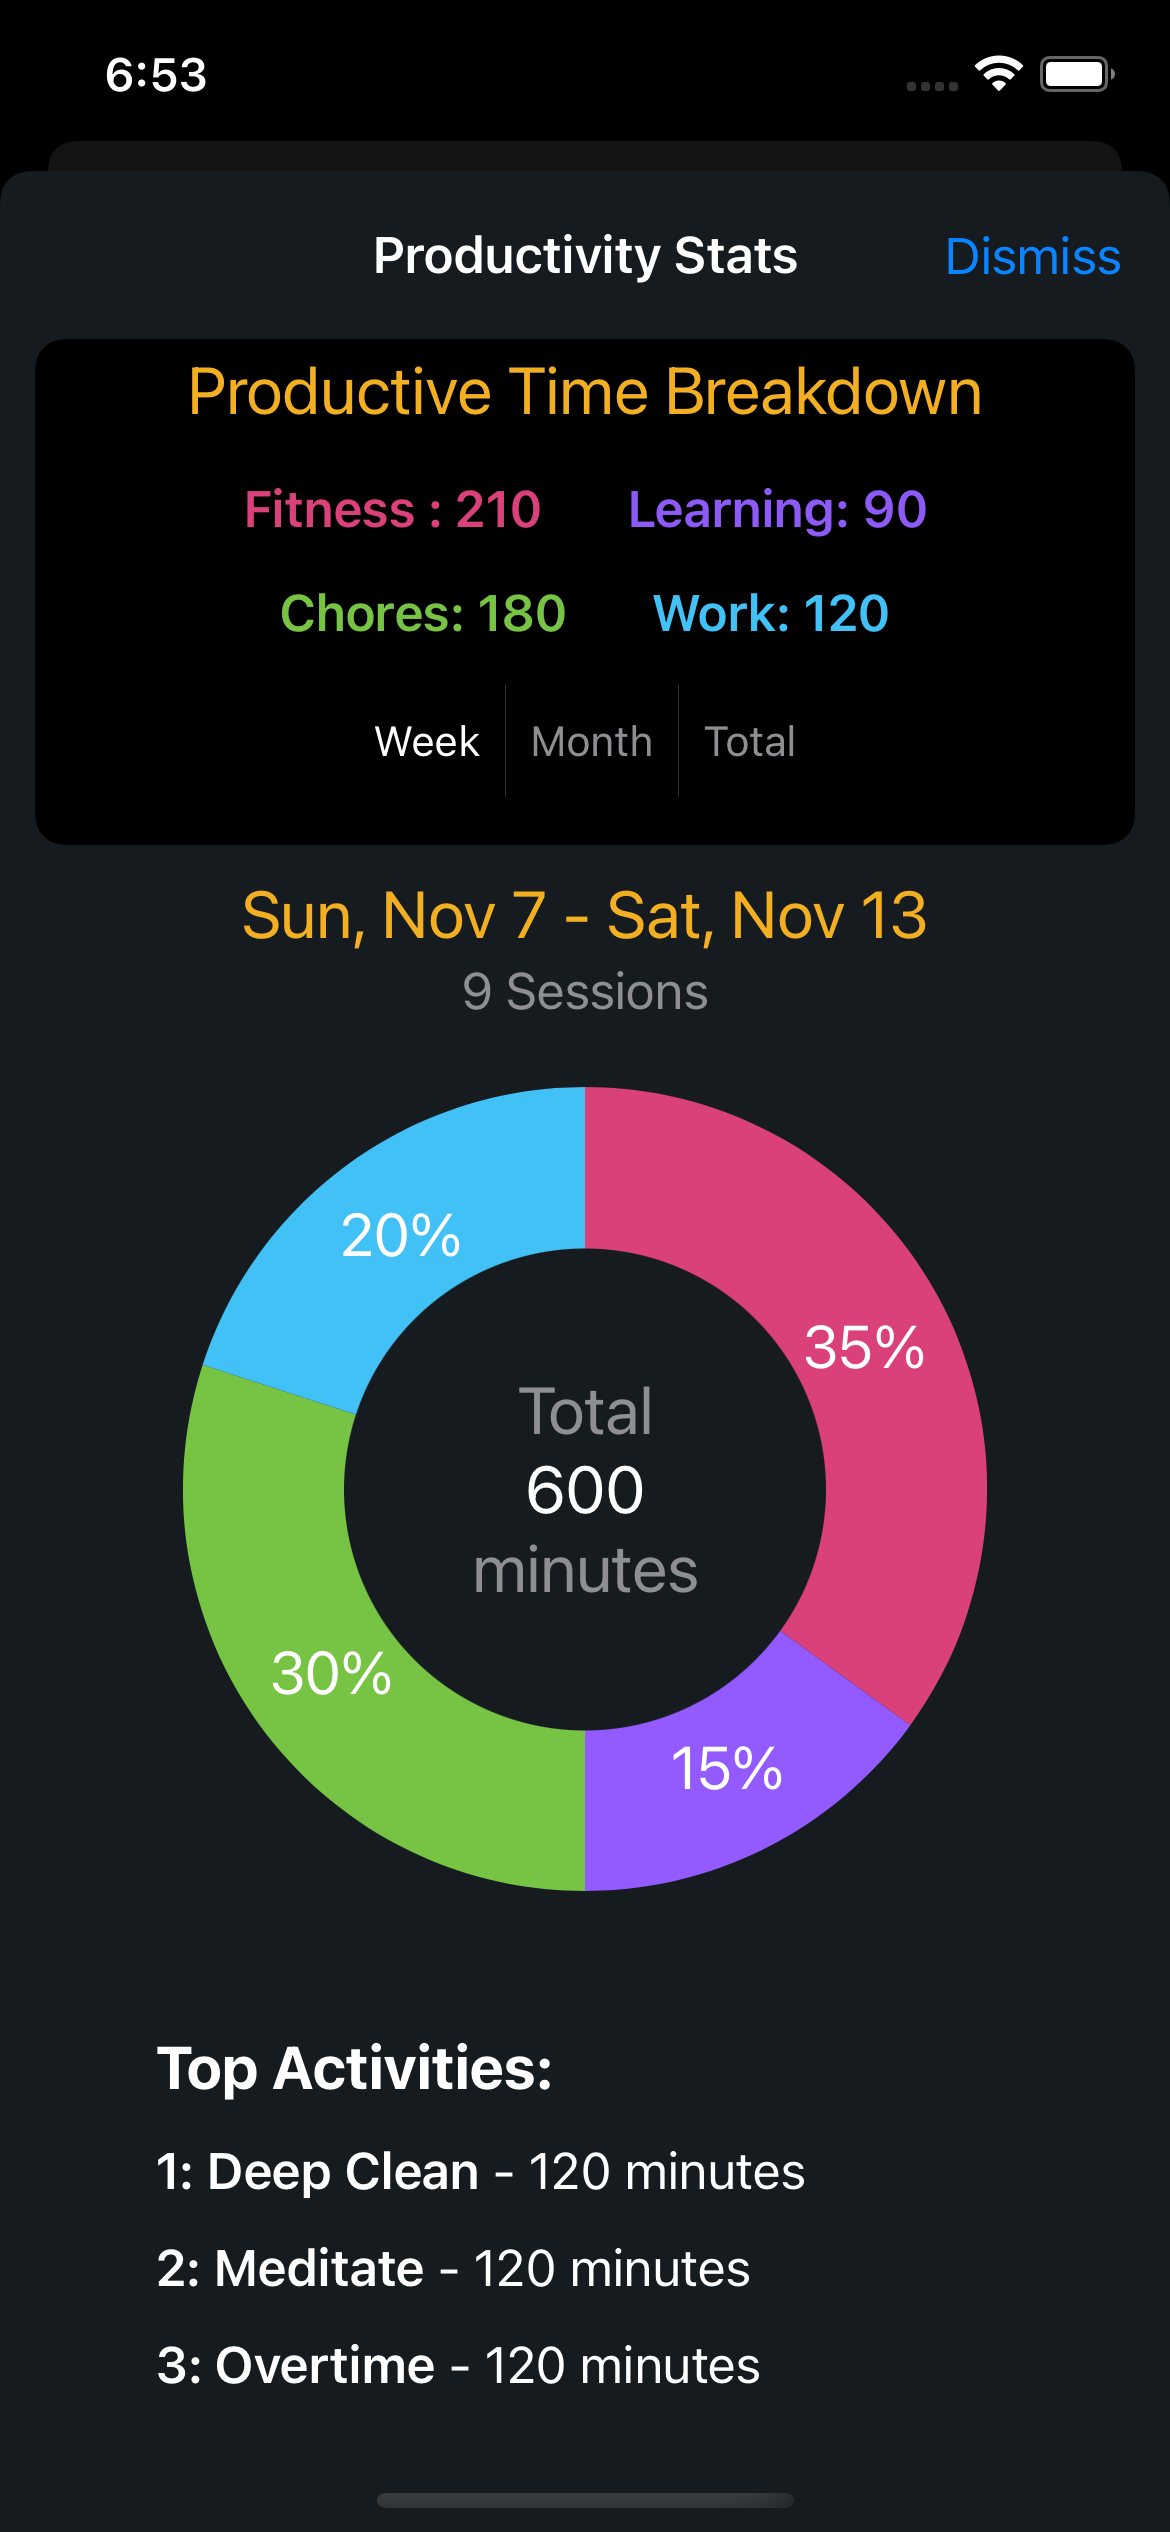 6:53
Productivity Stats
Dismiss
Productive Time Breakdown
Fitness : 210 Learning: 90
Chores: 180 Work: 120
Week Month Total
Sun, Nov 7 - Sat, Nov 13
9 Sessions
20%
35%
Total
600
minutes
30%
15%
Top Activities:
1: Deep Clean - 120 minutes
2: Meditate - 120 minutes
3: Overtime - 120 minutes